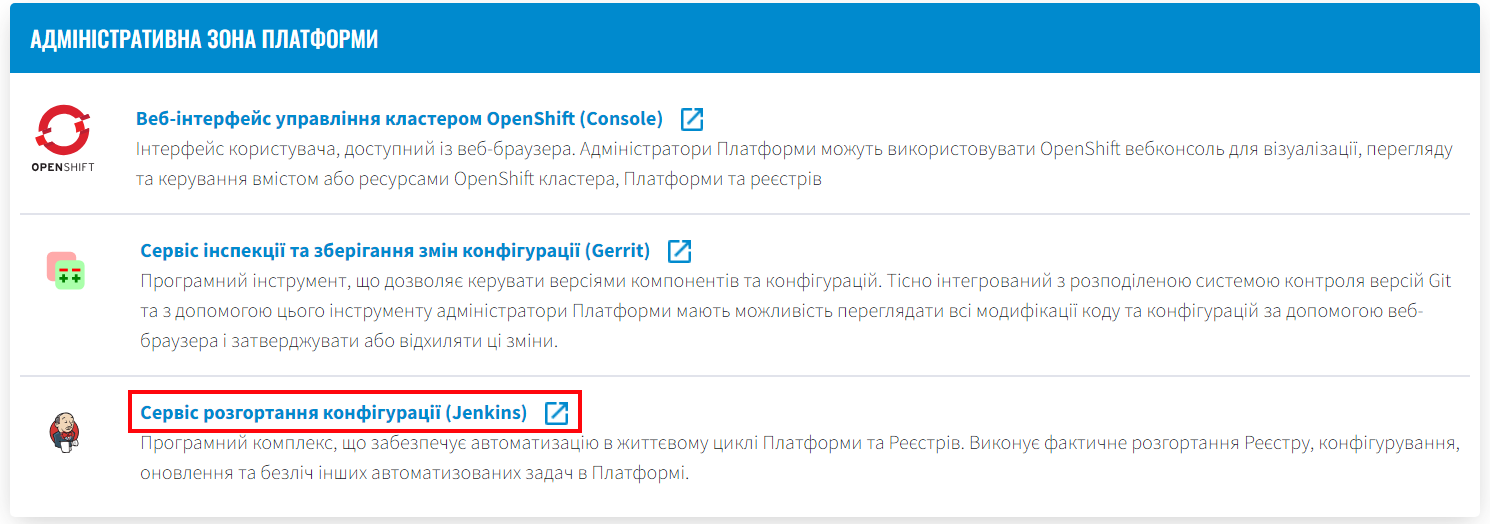 АДМІНІСТРАТИВНА ЗОНА ПЛАТФОРМИ
OPENSHIFT
Веб-інтерфейс управління кластером OpenShift (Console)
Інтерфейс користувача, доступний із веб-браузера. Адміністратори Платформи можуть використовувати OpenShift вебконсоль для візуалізації, перегляду
та керування вмістом або ресурсами OpenShift кластера, Платформи та реєстрів
Сервіс інспекції та зберігання змін конфігурації (Gerrit)
Програмний інструмент, що дозволяє керувати версіями компонентів та конфігурацій. Тісно інтегрований з розподіленою системою контроля версій Git
та з допомогою цього інструменту адміністратори Платформи мають можливість переглядати всі модифікації коду та конфігурацій за допомогою веб-
браузера і затверджувати або відхиляти ці зміни.
Сервіс розгортання конфігурації (Jenkins)
Програмний комплекс, що забезпечує автоматизацію в життєвому циклі Платформи та Реєстрів. Виконує фактичне розгортання Реєстру, конфігурування,
оновлення та безліч інших автоматизованих задач в Платформі.